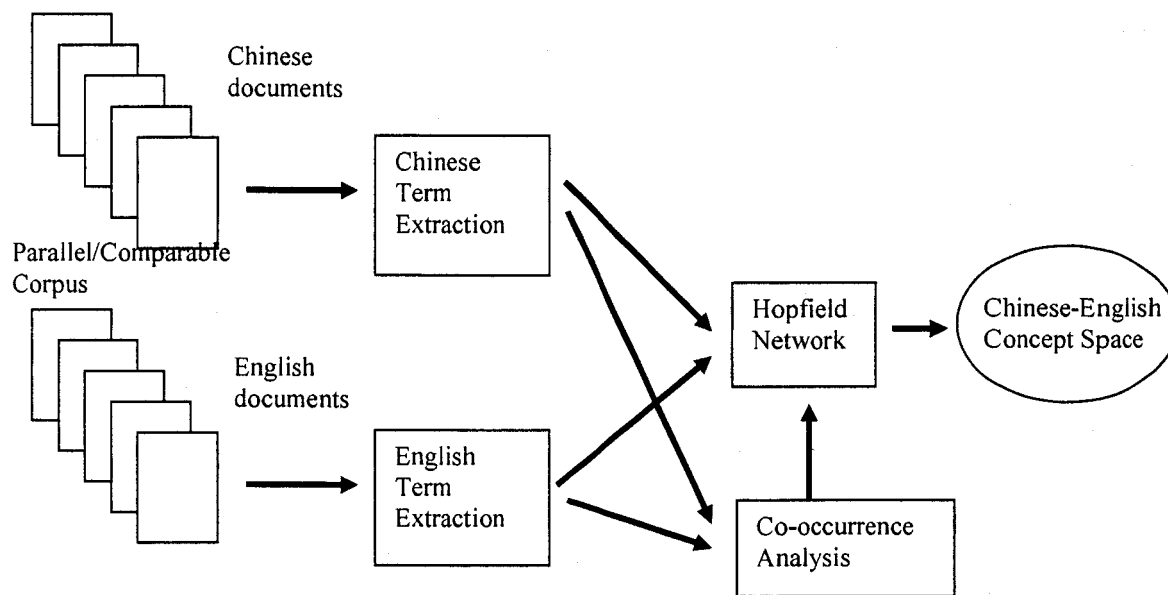 Chinese
documents
Chinese
Term
Extraction
Parallel/Comparable
Corpus
Hopfield
Network
Chinese-English
Concept Space
English
documents
English
Term
Extraction
Co-occurrence
Analysis